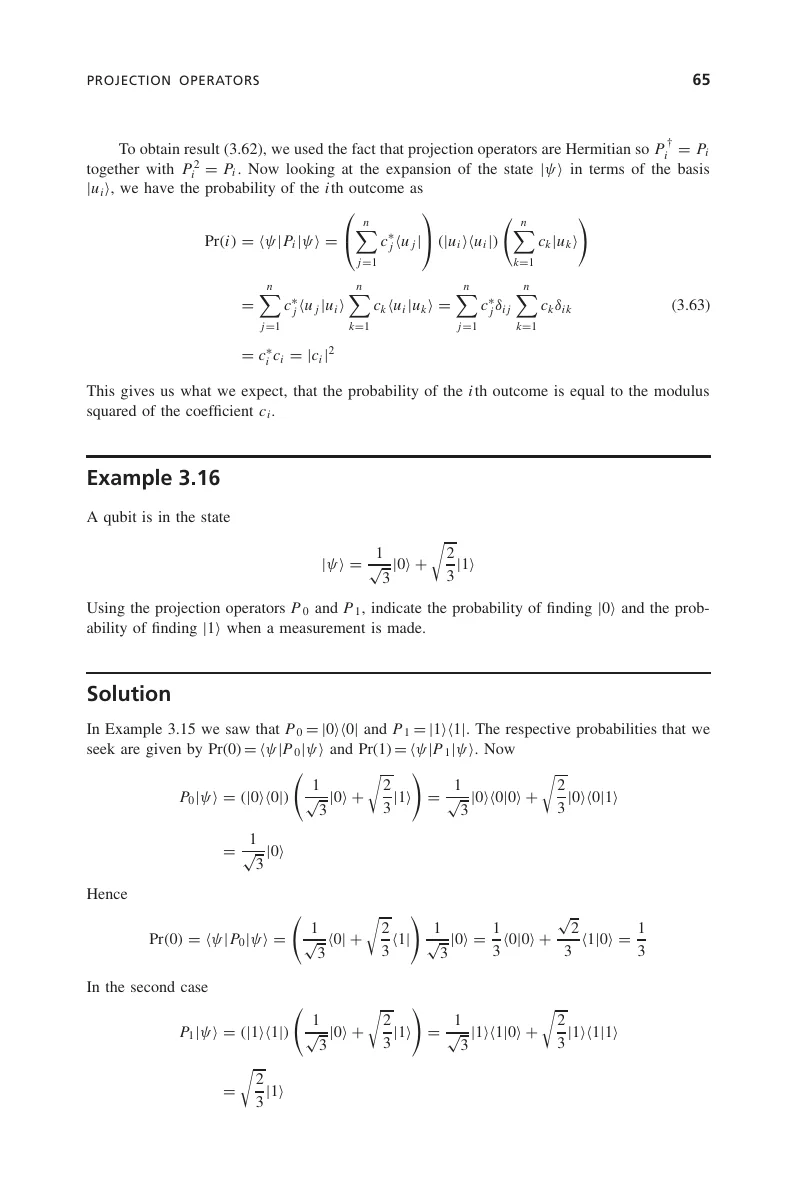 PROJECTION OPERATORS 65
To obtain result (3.62), we used the fact that projection operators are Hermitian so P_i^† = P_i
together with P_i^2 = P_i. Now looking at the expansion of the state |ψ⟩ in terms of the basis
|u_i⟩, we have the probability of the ith outcome as
Pr(i) = ⟨ψ|P_i|ψ⟩ = (∑_{j=1}^{n} c_j^*⟨u_j|) (|u_i⟩⟨u_i|) (∑_{k=1}^{n} c_k|u_k⟩)
= ∑_{j=1}^{n} c_j^*⟨u_j|u_i⟩ ∑_{k=1}^{n} c_k⟨u_i|u_k⟩ = ∑_{j=1}^{n} c_j^*δ_{ij} ∑_{k=1}^{n} c_kδ_{ik} (3.63)
= c_i^*c_i = |c_i|^2
This gives us what we expect, that the probability of the ith outcome is equal to the modulus
squared of the coefficient c_i.
Example 3.16
A qubit is in the state
|ψ⟩ = 1/√3|0⟩ + √(2/3)|1⟩
Using the projection operators P_0 and P_1, indicate the probability of finding |0⟩ and the prob-
ability of finding |1⟩ when a measurement is made.
Solution
In Example 3.15 we saw that P_0 = |0⟩⟨0| and P_1 = |1⟩⟨1|. The respective probabilities that we
seek are given by Pr(0) = ⟨ψ|P_0|ψ⟩ and Pr(1) = ⟨ψ|P_1|ψ⟩. Now
P_0|ψ⟩ = (|0⟩⟨0|) (1/√3|0⟩ + √(2/3)|1⟩) = 1/√3|0⟩⟨0|0⟩ + √(2/3)|0⟩⟨0|1⟩
= 1/√3|0⟩
Hence
Pr(0) = ⟨ψ|P_0|ψ⟩ = (1/√3⟨0| + √(2/3)⟨1|) 1/√3|0⟩ = 1/3⟨0|0⟩ + √2/3⟨1|0⟩ = 1/3
In the second case
P_1|ψ⟩ = (|1⟩⟨1|) (1/√3|0⟩ + √(2/3)|1⟩) = 1/√3|1⟩⟨1|0⟩ + √(2/3)|1⟩⟨1|1⟩
= √(2/3)|1⟩